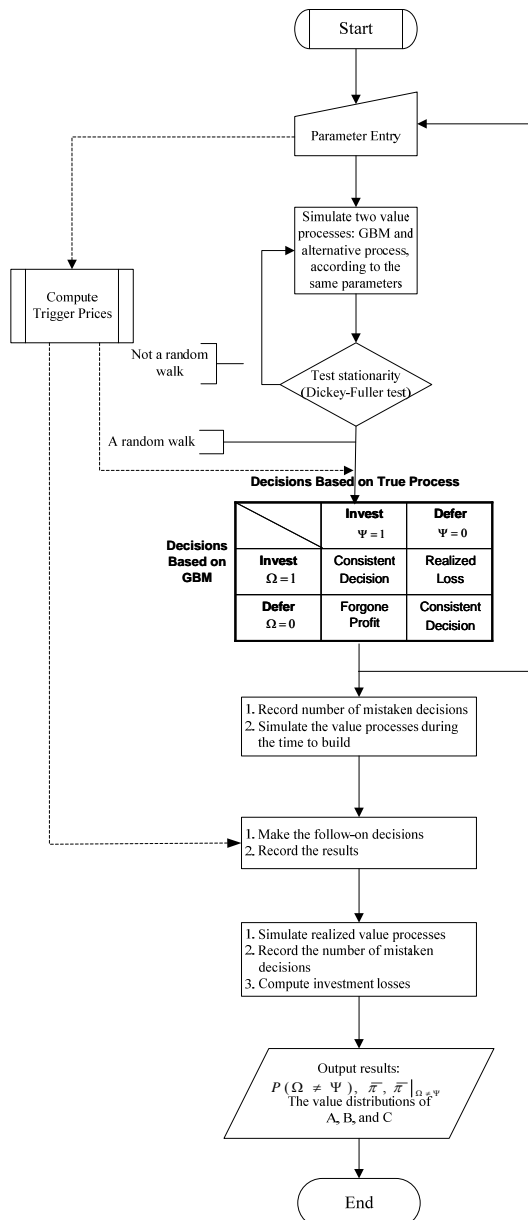 Start
Parameter Entry
Simulate two value
processes: GBM and
alternative process,
according to the
same parameters
Compute
Trigger Prices
Not a random
walk
Test stationarity
(Dickey-Fuller test)
A random walk
Decisions Based on True Process
Decisions
Based on
GBM
Invest
Ψ = 1
Defer
Ψ = 0
Invest
Ω = 1
Consistent
Decision
Realized
Loss
Defer
Ω = 0
Forgone
Profit
Consistent
Decision
1. Record number of mistaken decisions
2. Simulate the value processes during
the time to build
1. Make the follow-on decisions
2. Record the results
1. Simulate realized value processes
2. Record the number of mistaken
decisions
3. Compute investment losses
Output results:
P(Ω ≠ Ψ), π̅, π̅|Ω≠Ψ
The value distributions of
A, B, and C
End